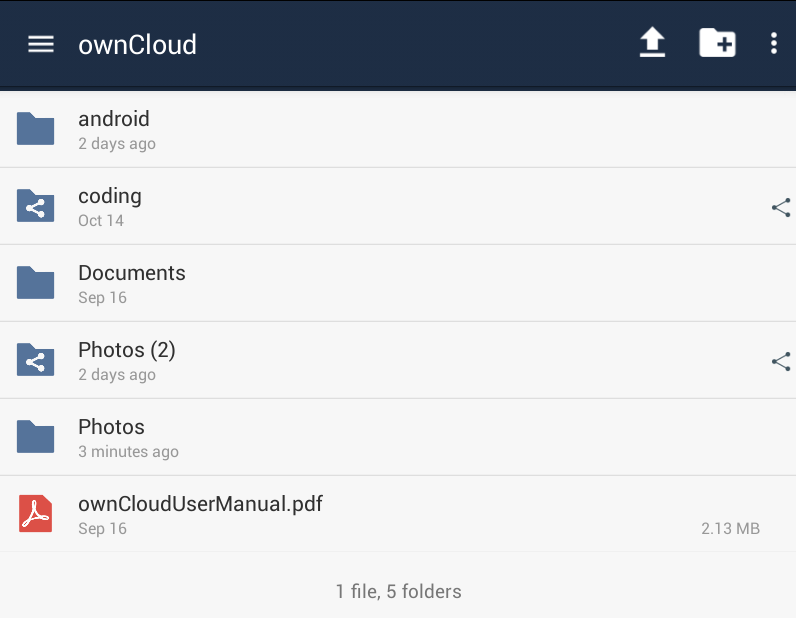 ownCloud
android
2 days ago
coding
Oct 14
Documents
Sep 16
Photos (2)
2 days ago
Photos
3 minutes ago
ownCloudUserManual.pdf
Sep 16
2.13 MB
1 file, 5 folders